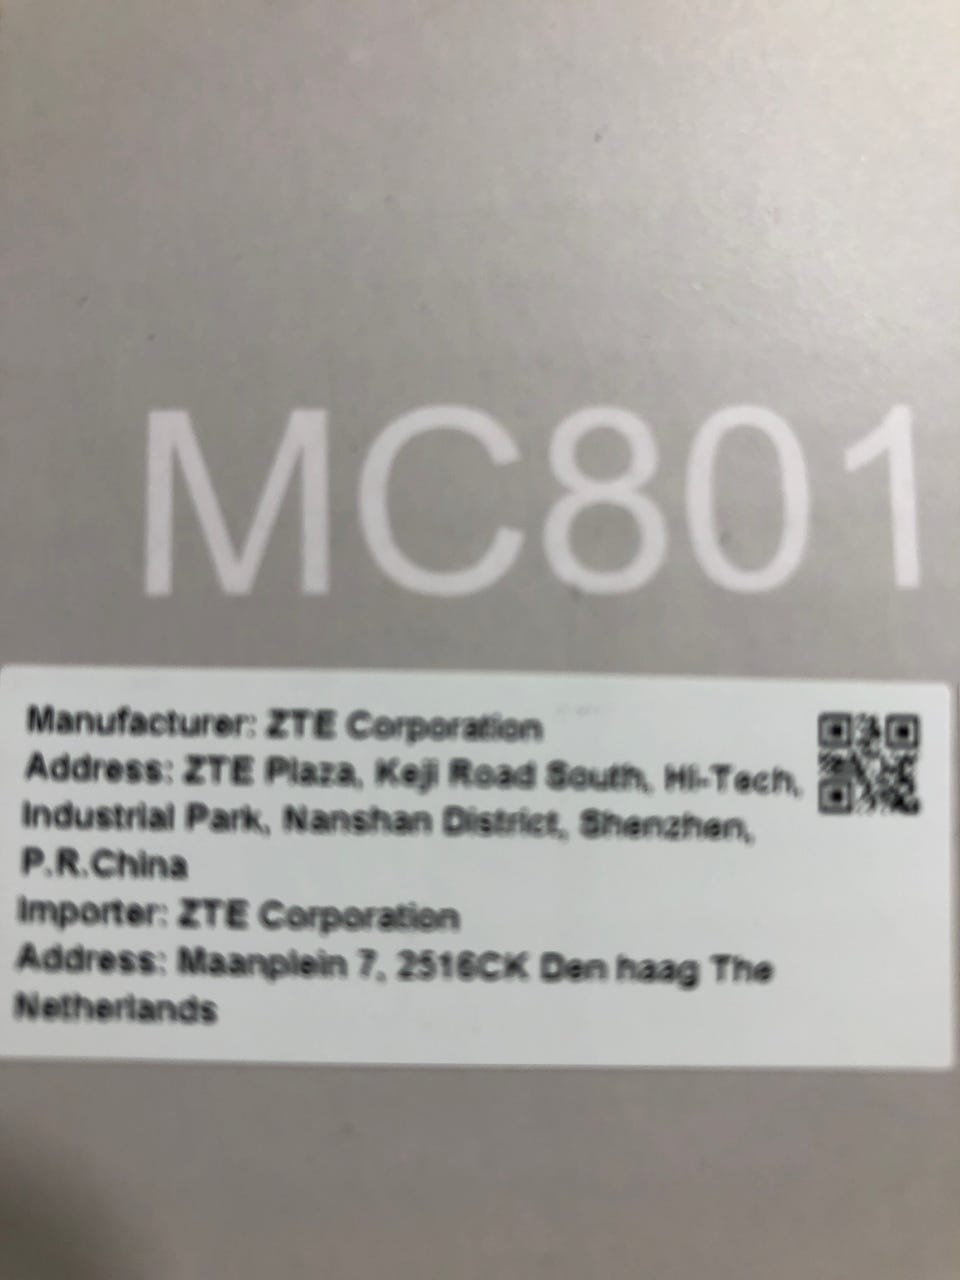 MC801
Manufacturer: ZTE Corporation
Address: ZTE Plaza, Keji Road South, Hi-Tech,
Industrial Park, Nanshan District, Shenzhen,
P.R.China
Importer: ZTE Corporation
Address: Maanplein 7, 2516CK Den haag The
Netherlands